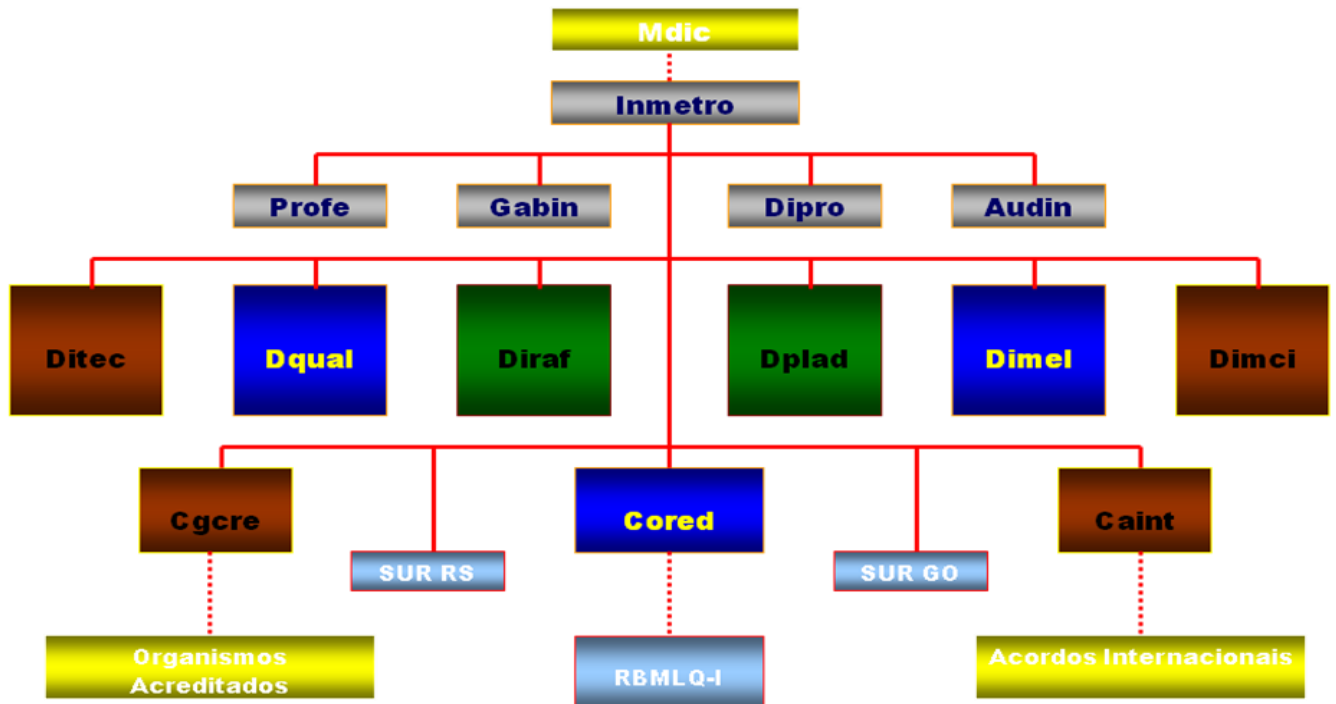 Mdic
Inmetro
Profe
Gabin
Dipro
Audin
Ditec
Dqual
Diraf
Dplad
Dimel
Dimci
Cgcre
SUR RS
Cored
SUR GO
Caint
Organismos
Acreditados
RBMLQ-I
Acordos Internacionais